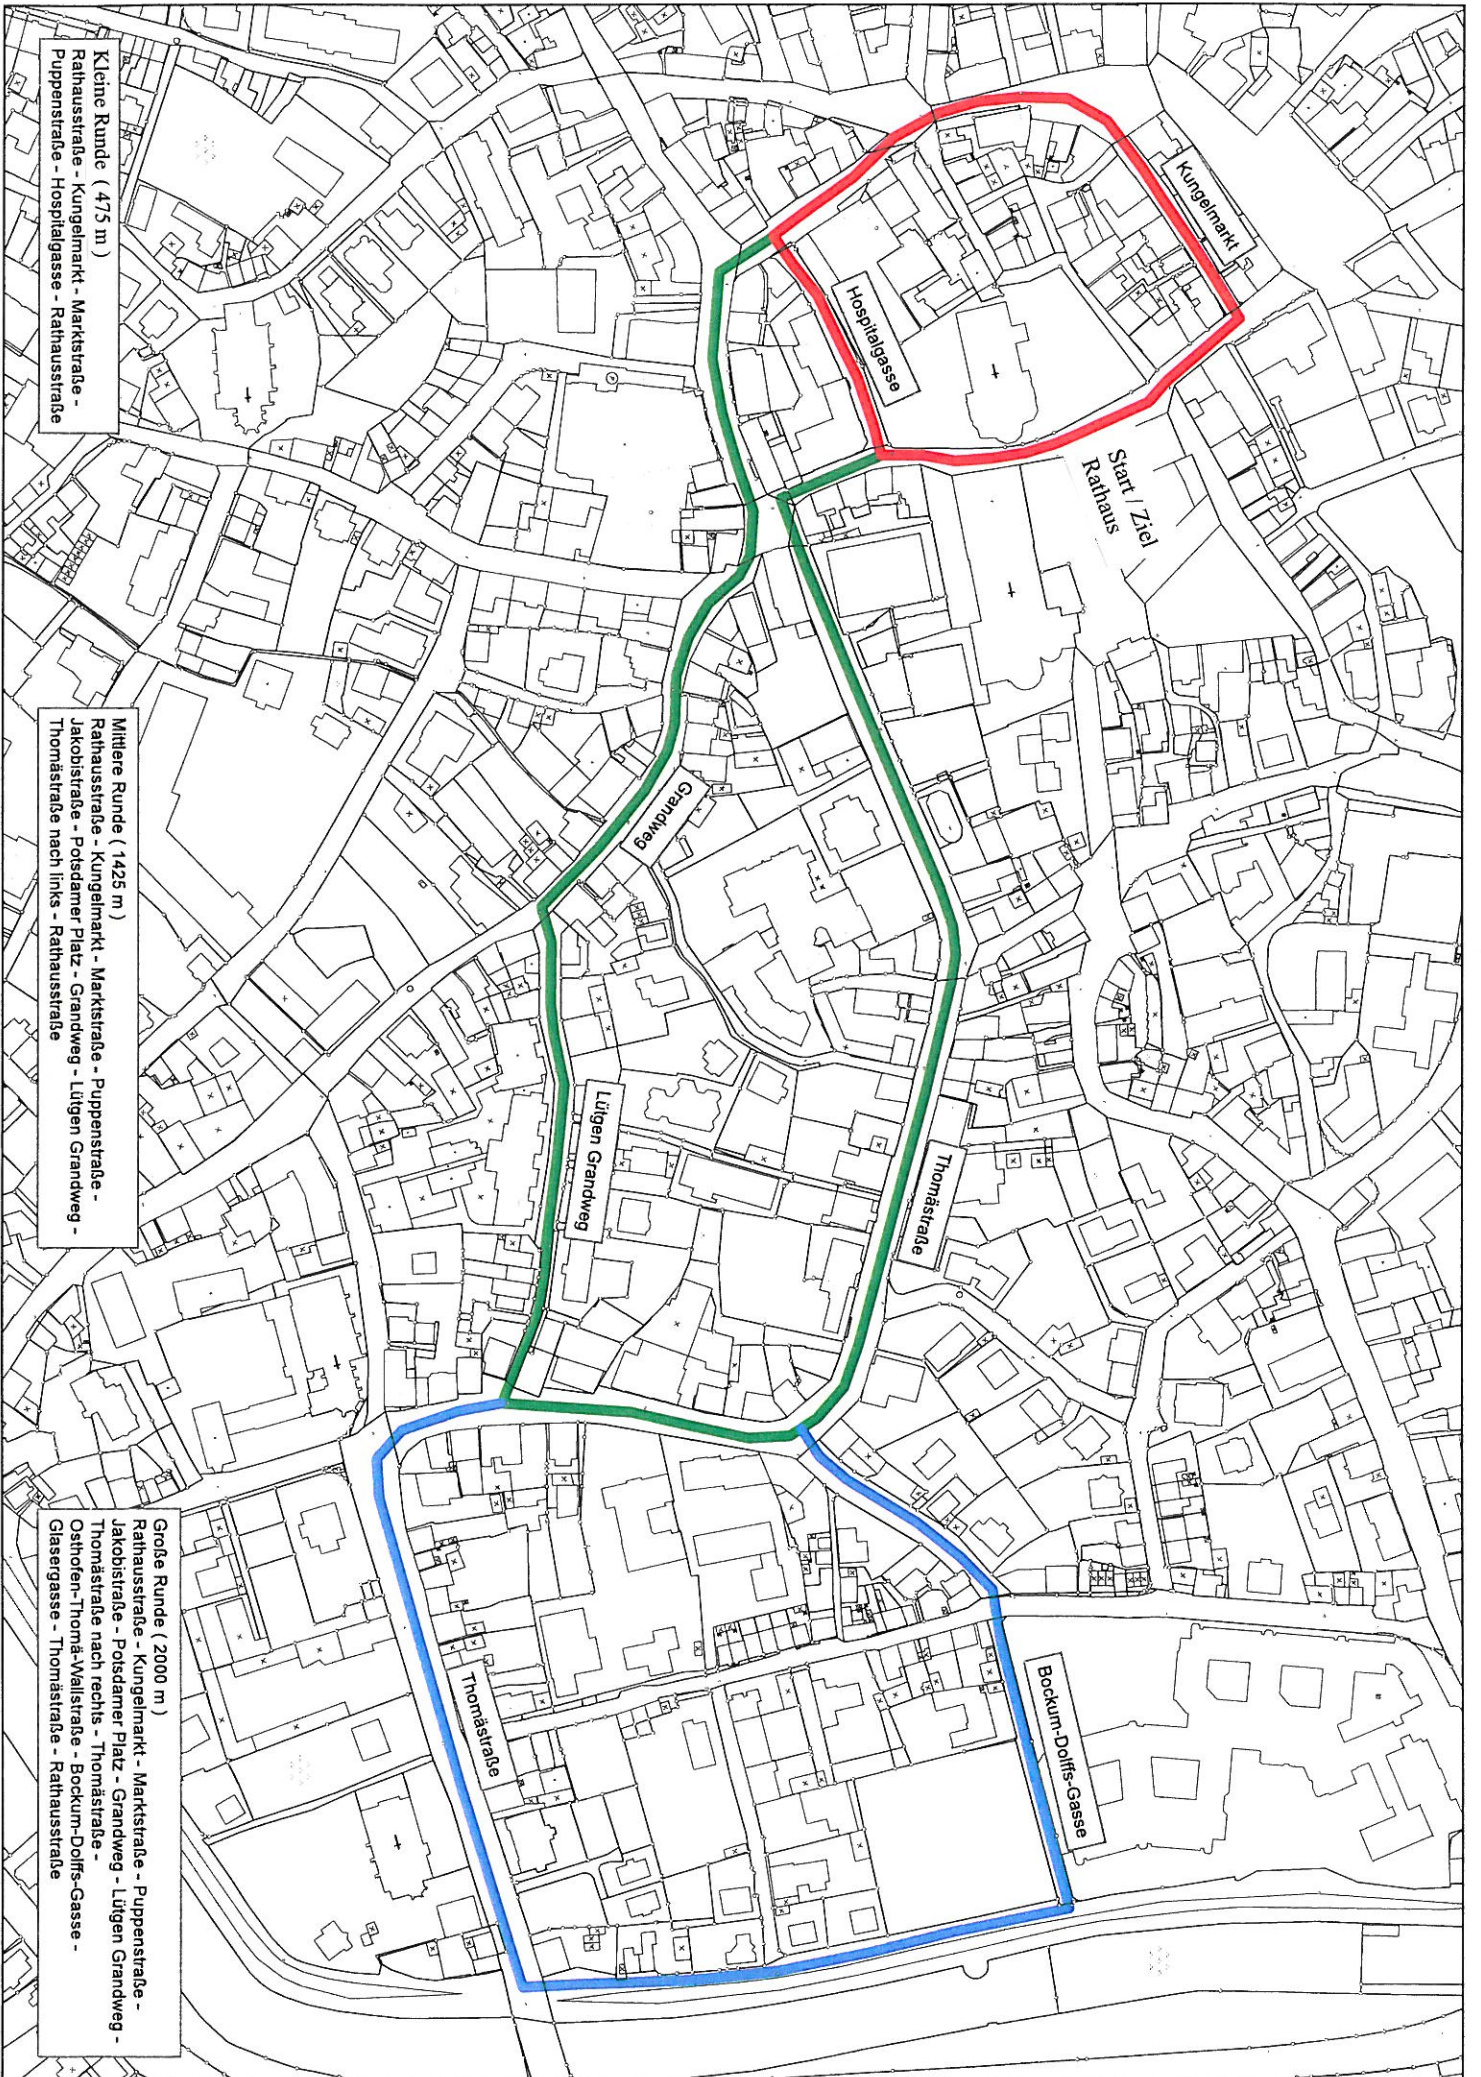 Kungelmarkt
Hospitalgasse
Start / Ziel
Rathaus
Grandweg
Thomästraße
Lütgen Grandweg
Bockum-Dolffs-Gasse
Thomästraße
Kleine Runde ( 475 m )
Rathausstraße - Kungelmarkt - Marktstraße -
Puppenstraße - Hospitalgasse - Rathausstraße
Mittlere Runde ( 1425 m )
Rathausstraße - Kungelmarkt - Marktstraße - Puppenstraße -
Jakobistraße - Potsdamer Platz - Grandweg - Lütgen Grandweg -
Thomästraße nach links - Rathausstraße
Große Runde ( 2000 m )
Rathausstraße - Kungelmarkt - Marktstraße - Puppenstraße -
Jakobistraße - Potsdamer Platz - Grandweg - Lütgen Grandweg -
Thomästraße nach rechts - Thomästraße -
Osthofen-Thomä-Wallstraße - Bockum-Dolffs-Gasse -
Glasergasse - Thomästraße - Rathausstraße